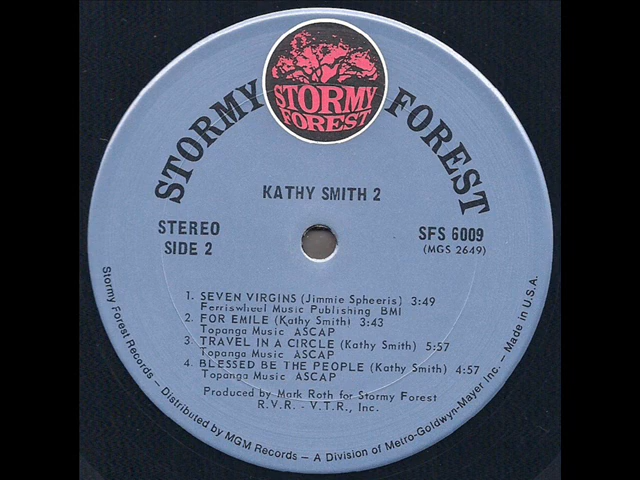 STORMY FOREST
STORMY
FOREST
KATHY SMITH 2
STEREO
SIDE 2
SFS 6009
(MGS 2649)
1. SEVEN VIRGINS (Jimmie Spheeris) 3:49
Ferriswheel Music Publishing BMI
2. FOR EMILE (Kathy Smith) 3:43
Topanga Music ASCAP
3. TRAVEL IN A CIRCLE (Kathy Smith) 5:57
Topanga Music ASCAP
4. BLESSED BE THE PEOPLE (Kathy Smith) 4:57
Topanga Music ASCAP
Produced by Mark Roth for Stormy Forest
R.V.R. - V.T.R., Inc.
Stormy Forest Records - Distributed by MGM Records - A Division of Metro-Goldwyn-Mayer Inc. - Made in U.S.A.